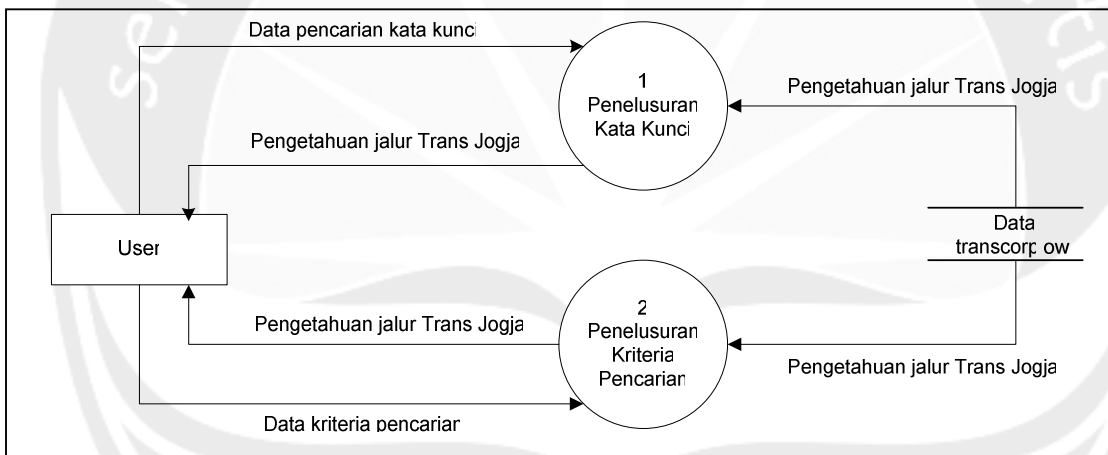 Data pencarian kata kunci
1
Penelusuran
Kata Kunci
Pengetahuan jalur Trans Jogja
Pengetahuan jalur Trans Jogja
User
Data
transcorp ow
2
Penelusuran
Kriteria
Pencarian
Pengetahuan jalur Trans Jogja
Pengetahuan jalur Trans Jogja
Data kriteria pencarian